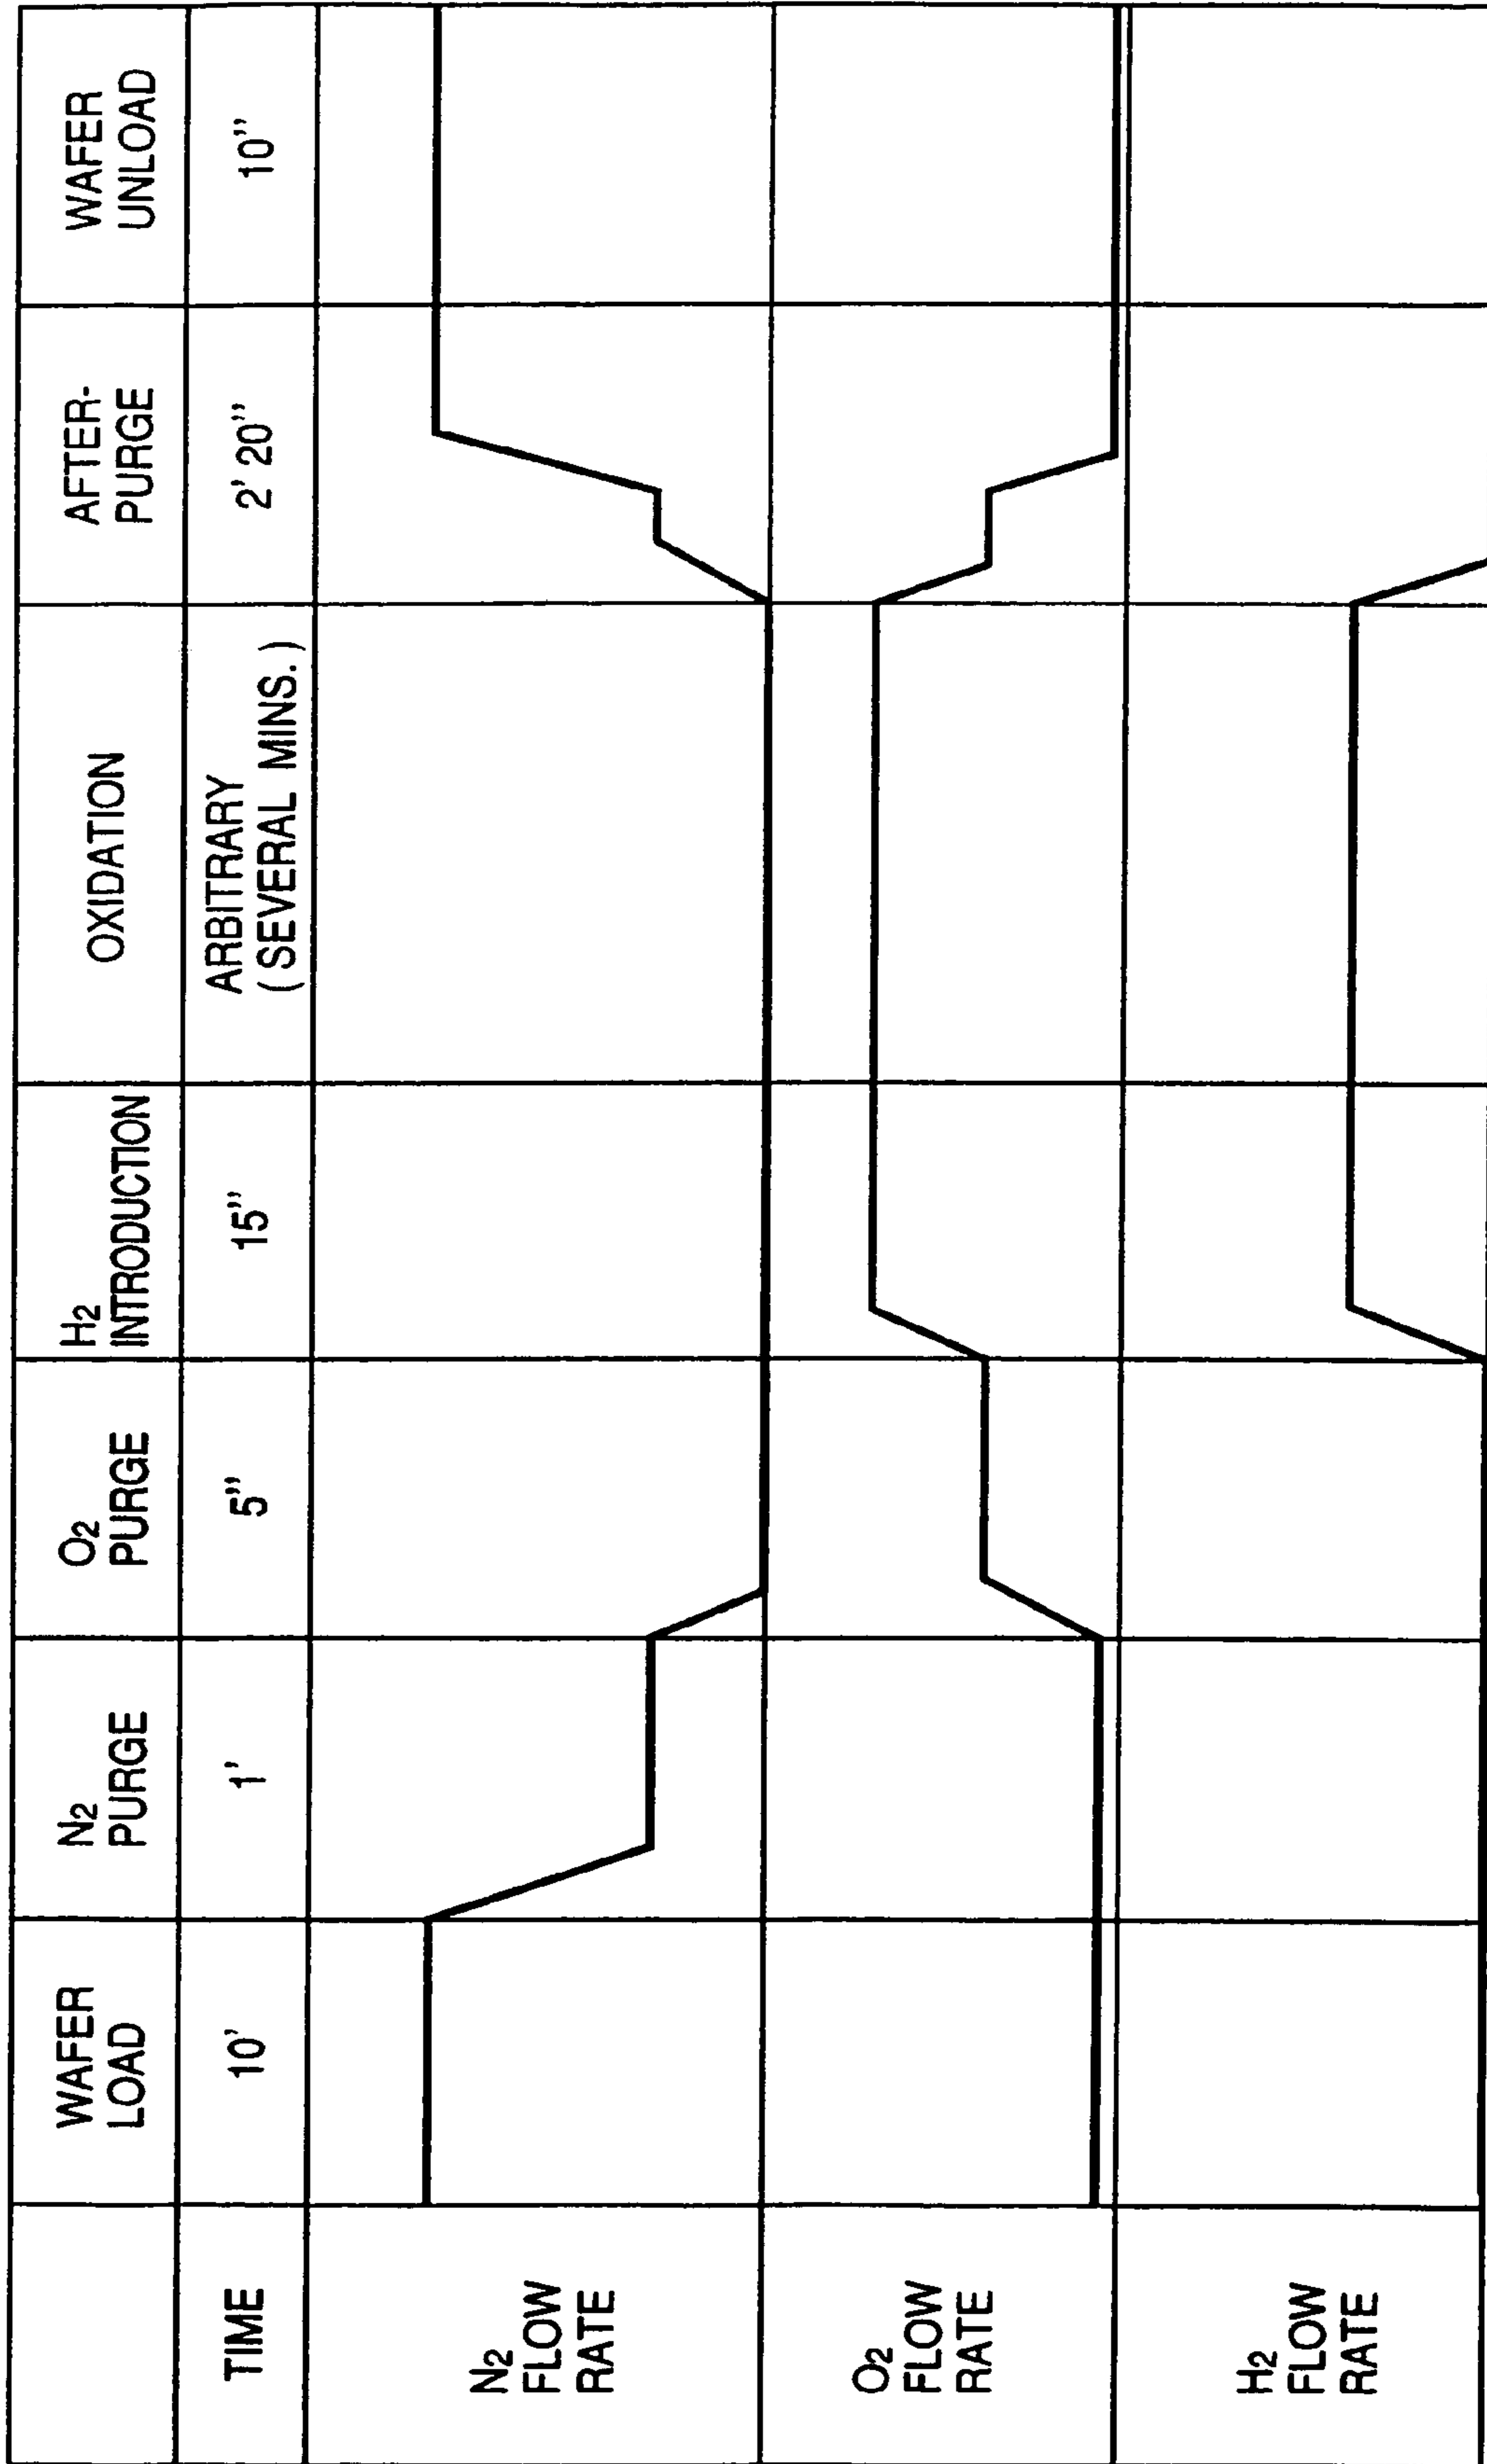 WAFER
LOAD
N2
PURGE
O2
PURGE
H2
INTRODUCTION
OXIDATION
AFTER-
PURGE
WAFER
UNLOAD
TIME
10'
1'
5"
15"
ARBITRARY
(SEVERAL MINS.)
2' 20"
10"
N2
FLOW
RATE
O2
FLOW
RATE
H2
FLOW
RATE